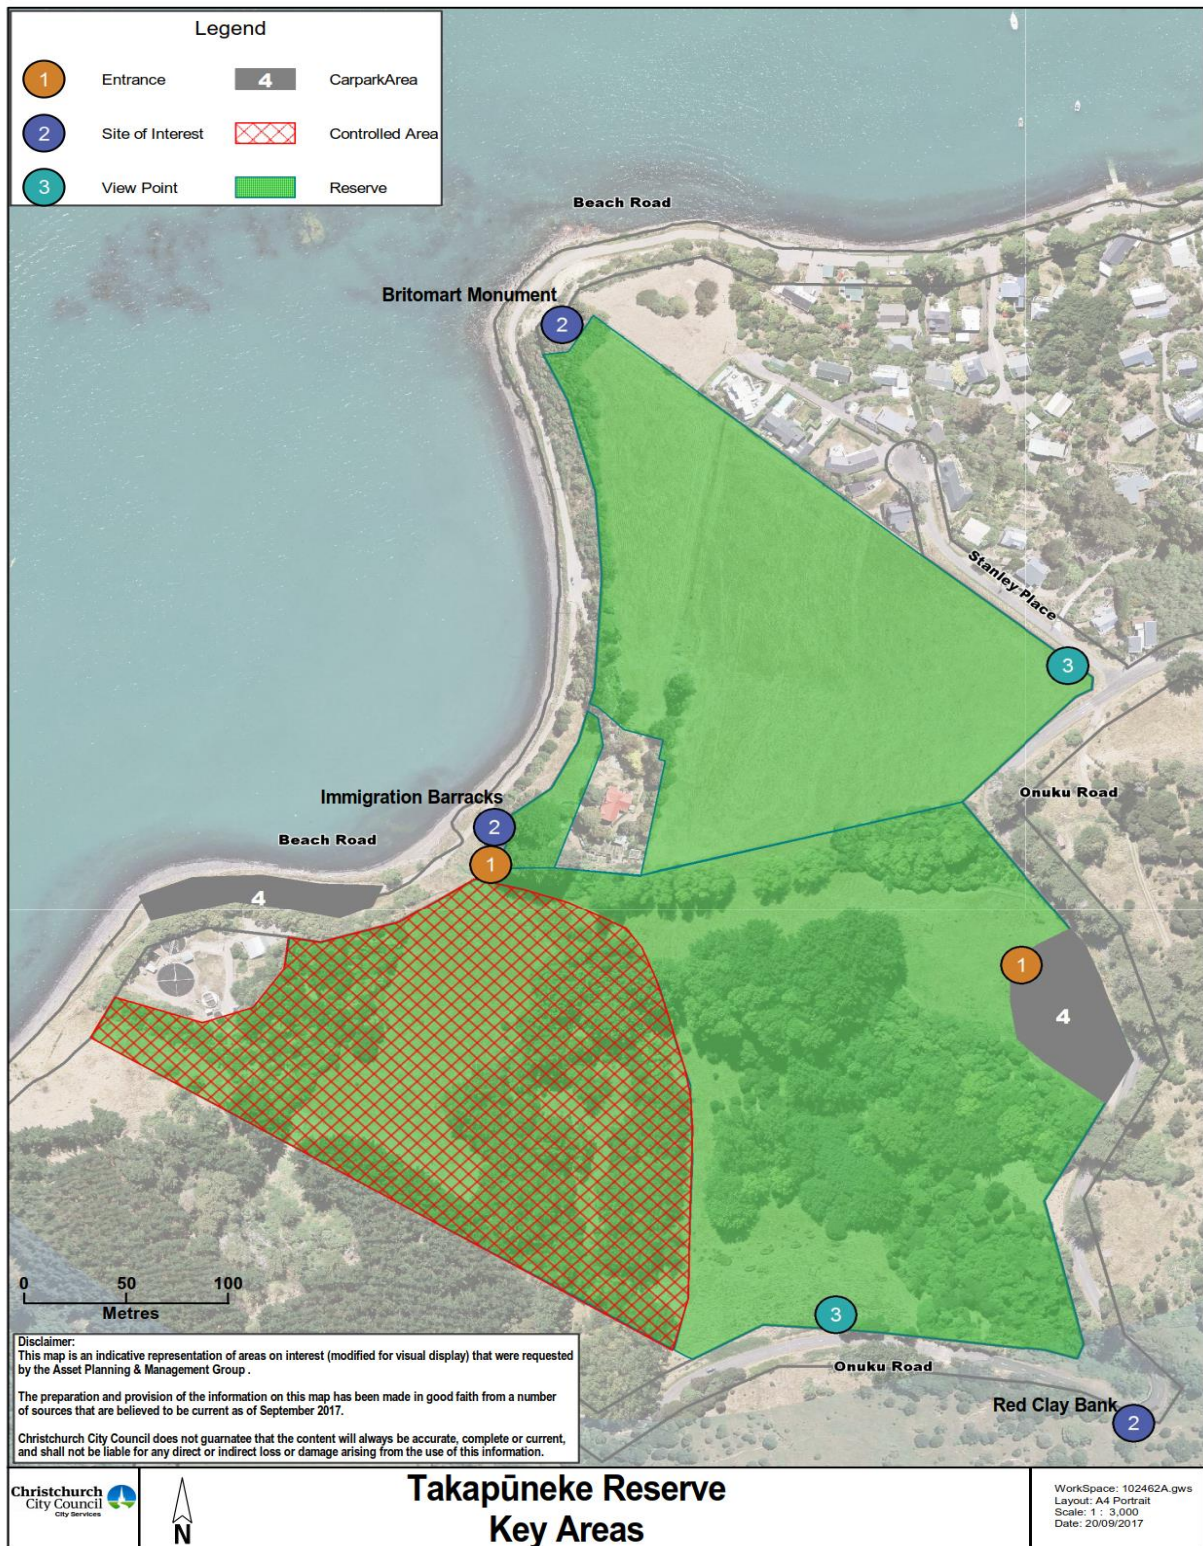 Legend
1 Entrance 4 CarparkArea
2 Site of Interest Controlled Area
3 View Point Reserve
Beach Road
Britomart Monument
2
Stanley Place
3
Onuku Road
Immigration Barracks
2
Beach Road
1
4
1
4
0 50 100
Metres
3
Onuku Road
Red Clay Bank
2
Disclaimer:
This map is an indicative representation of areas on interest (modified for visual display) that were requested
by the Asset Planning & Management Group .
The preparation and provision of the information on this map has been made in good faith from a number
of sources that are believed to be current as of September 2017.
Christchurch City Council does not guarnatee that the content will always be accurate, complete or current,
and shall not be liable for any direct or indirect loss or damage arising from the use of this information.
Christchurch
City Council
City Services
N
Takapūneke Reserve
Key Areas
WorkSpace: 102462A.gws
Layout: A4 Portrait
Scale: 1 : 3,000
Date: 20/09/2017